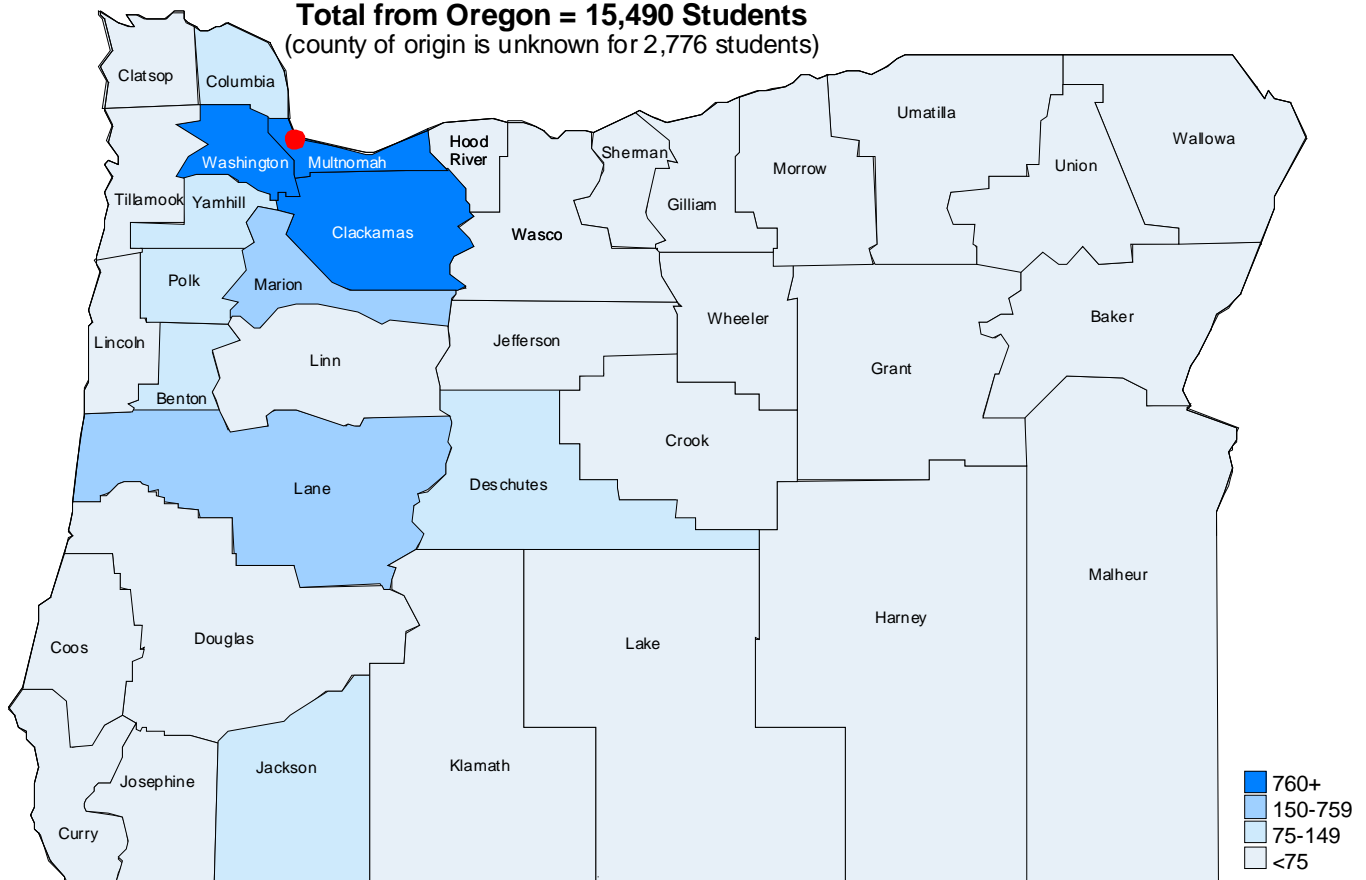 Total from Oregon = 15,490 Students
(county of origin is unknown for 2,776 students)
Clatsop
Columbia
Washington
Multnomah
Hood
River
Sherman
Gilliam
Morrow
Umatilla
Union
Wallowa
Tillamook
Yamhill
Clackamas
Wasco
Polk
Marion
Lincoln
Linn
Jefferson
Wheeler
Grant
Baker
Benton
Crook
Lane
Deschutes
Malheur
Coos
Douglas
Lake
Harney
Jackson
Klamath
Josephine
Curry
760+
150-759
75-149
<75